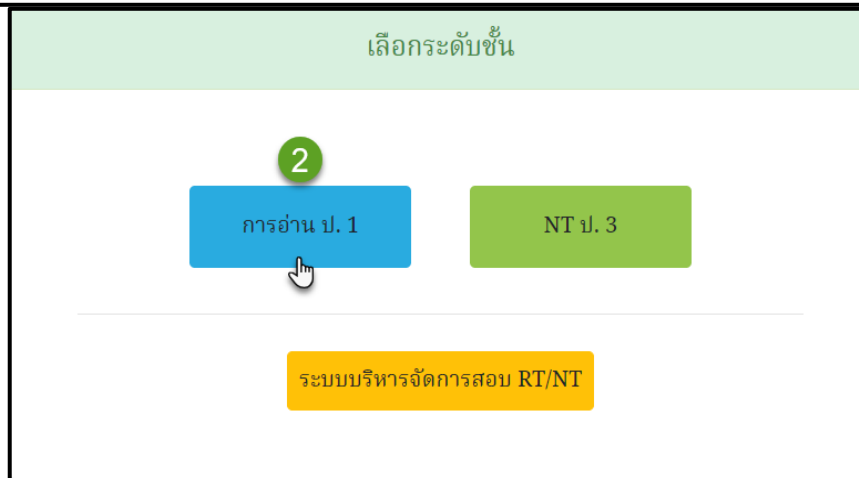 เลือกระดับชั้น
2
การอ่าน ป. 1
NT ป. 3
ระบบบริหารจัดการสอบ RT/NT